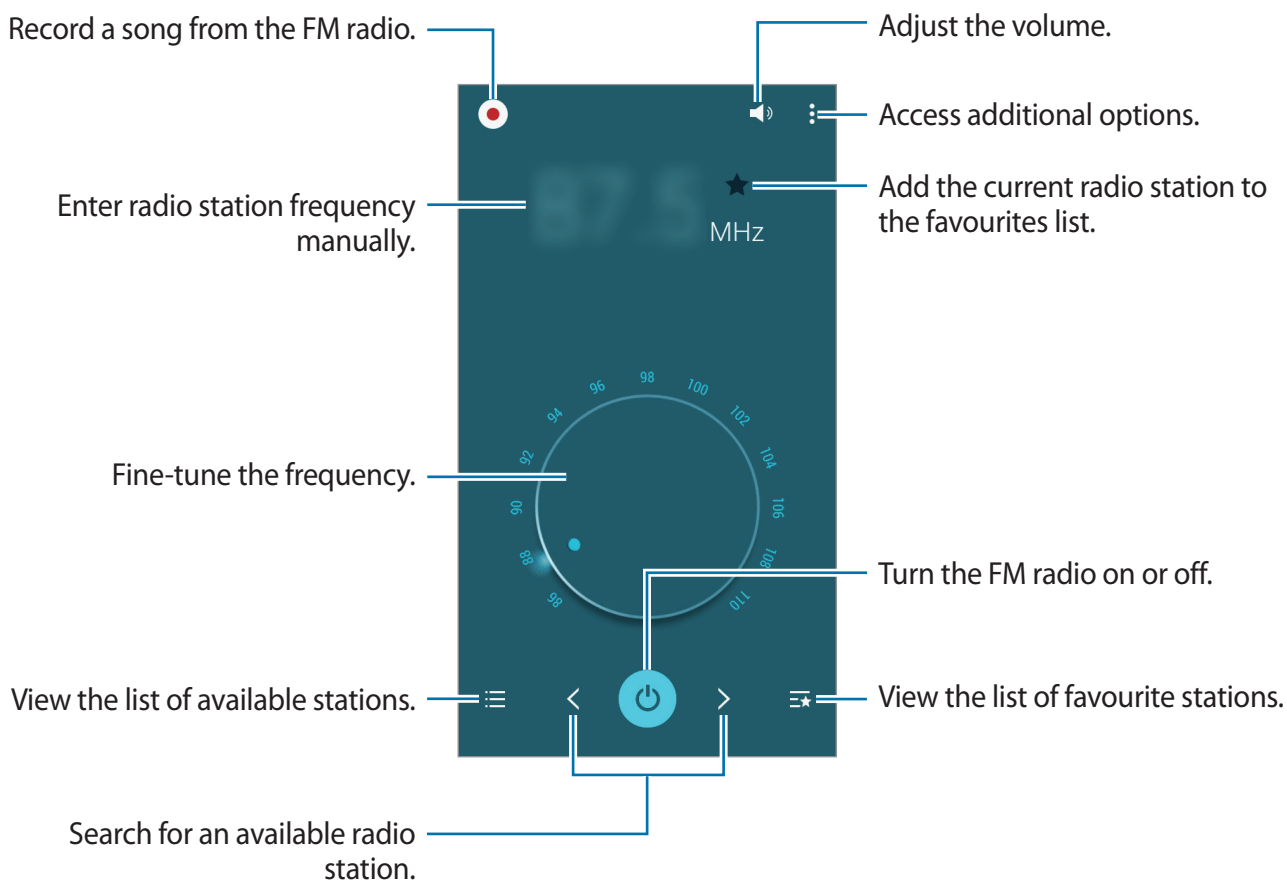 Record a song from the FM radio.
Adjust the volume.
Access additional options.
Enter radio station frequency
manually.
87.5
MHz
Add the current radio station to
the favourites list.
86
88
90
92
94
96
98
100
102
104
106
108
110
Fine-tune the frequency.
Turn the FM radio on or off.
View the list of available stations.
View the list of favourite stations.
Search for an available radio
station.